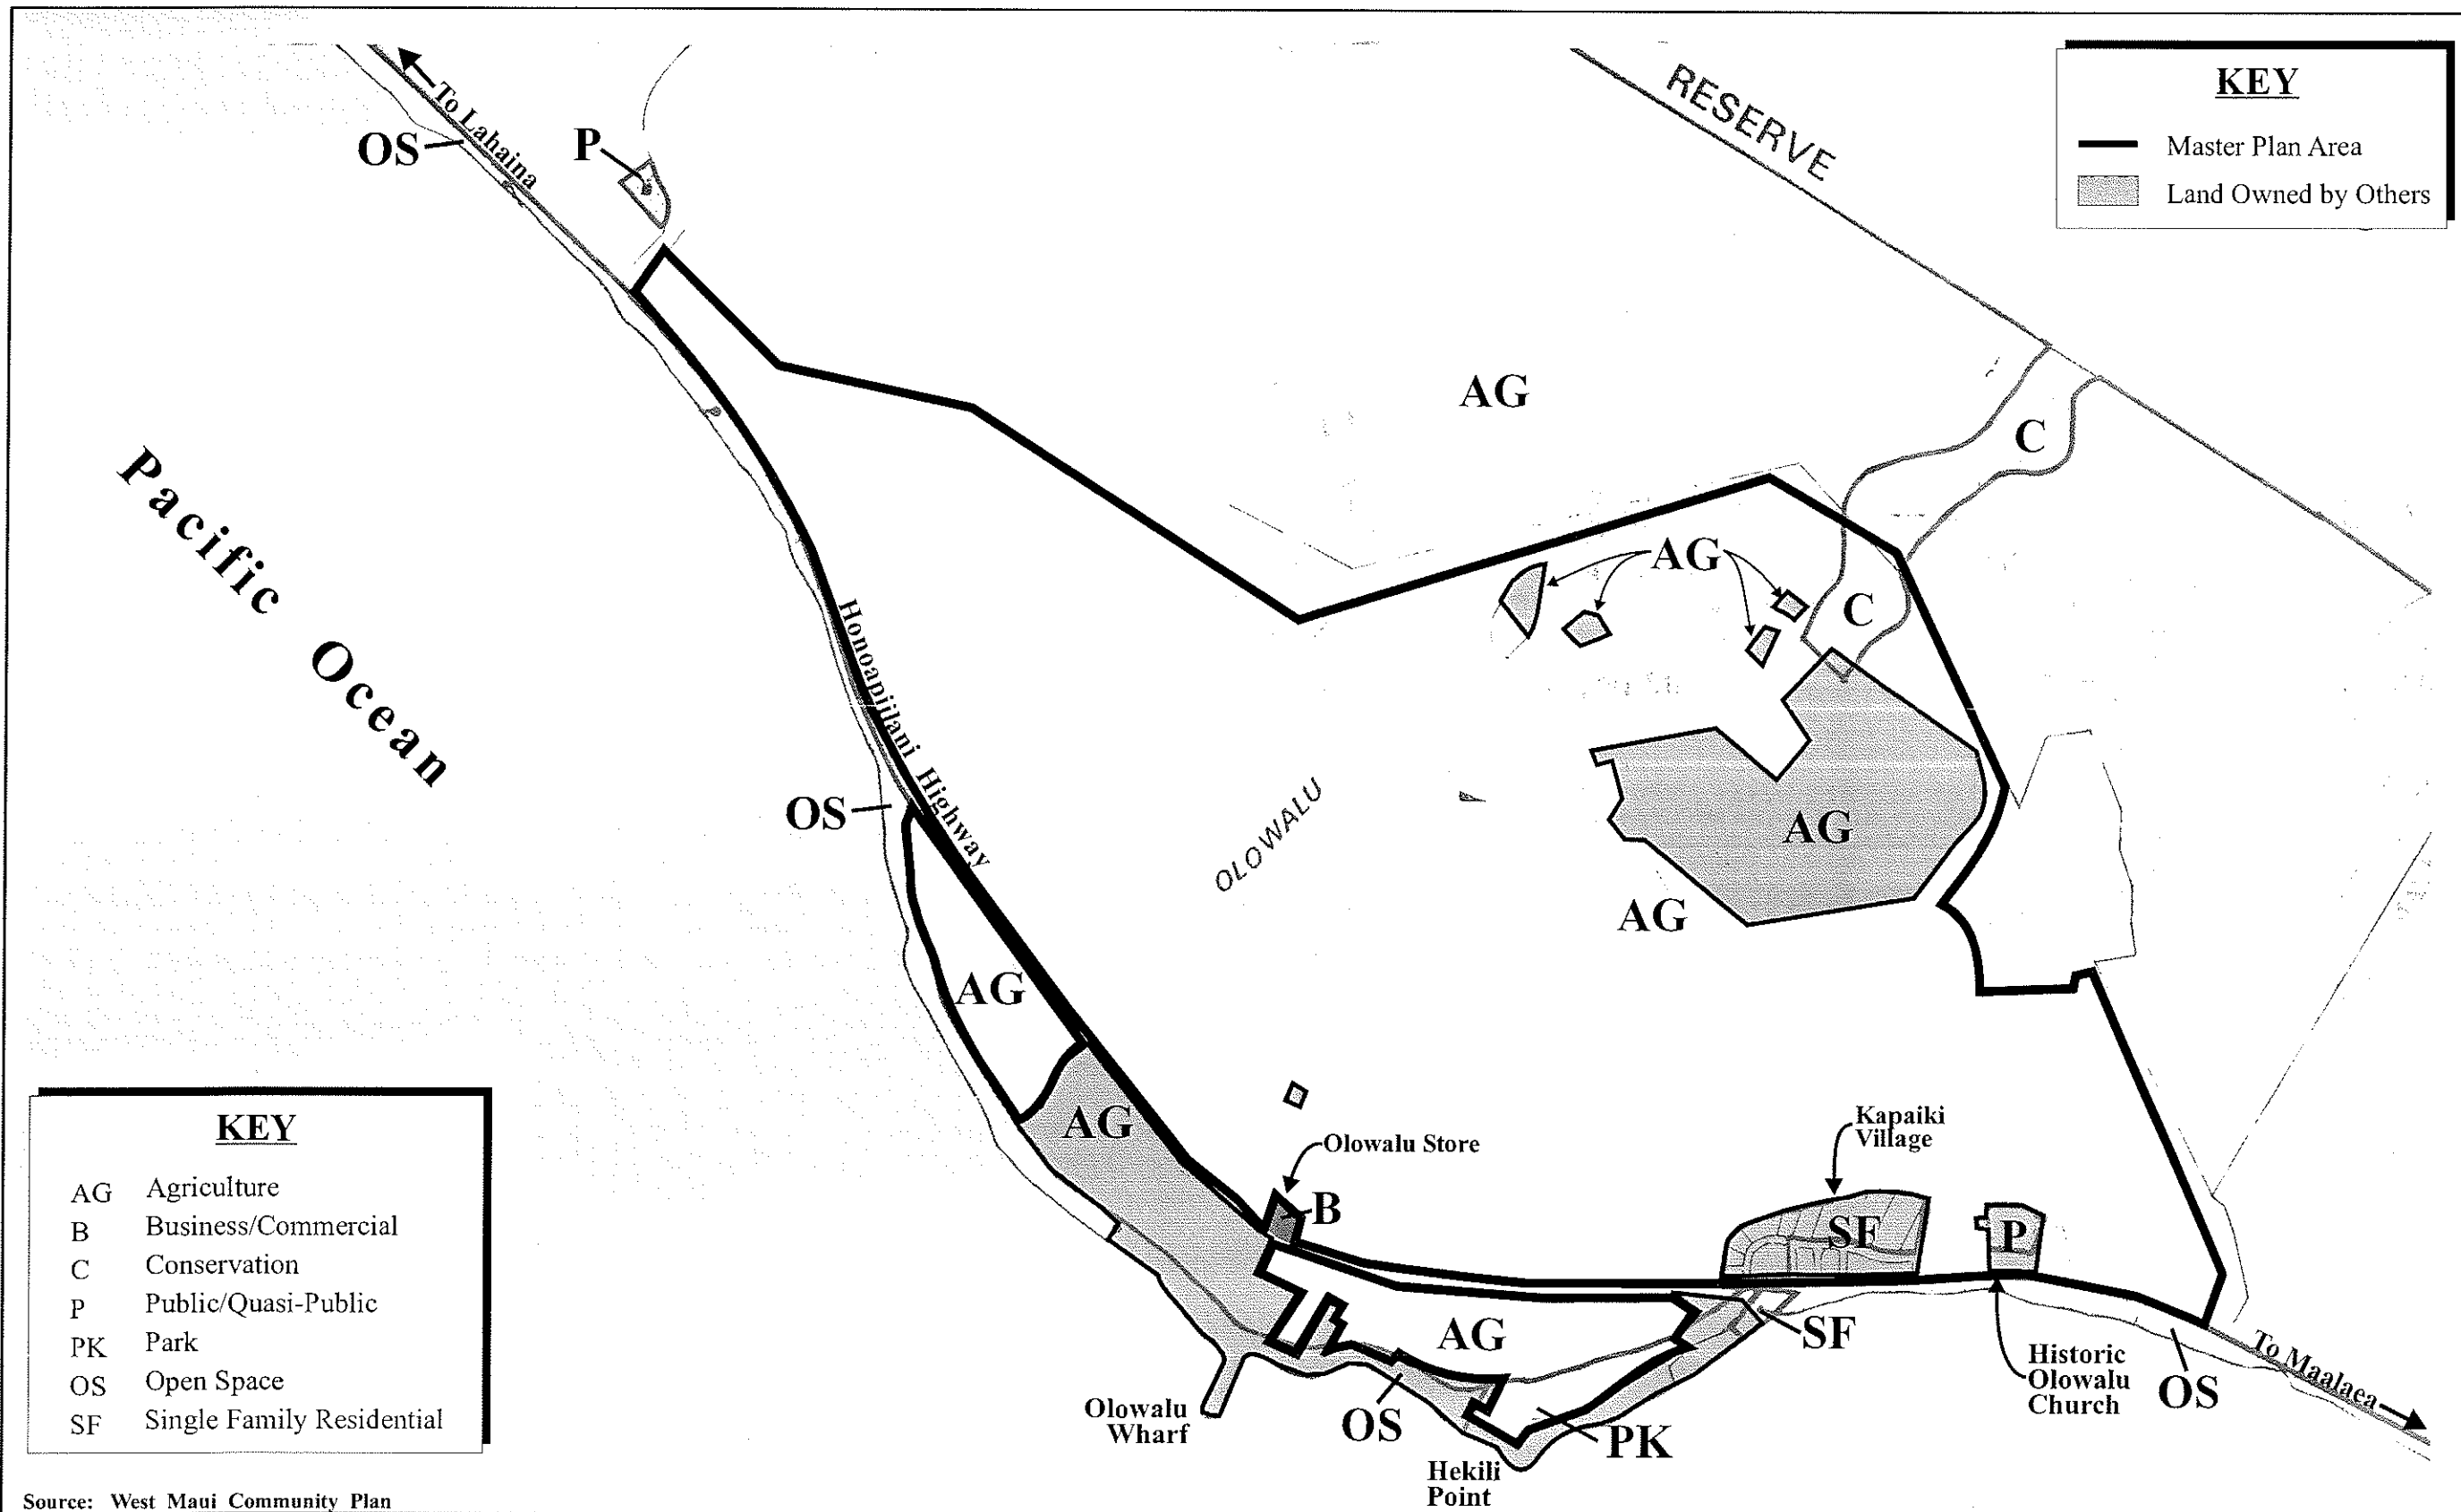 To Lahaina
OS
P
RESERVE
KEY
Master Plan Area
Land Owned by Others
AG
C
Pacific Ocean
AG
C
Honoapiilani Highway
OS
OLOWALU
AG
AG
AG
AG
Olowalu Store
B
Kapaiki
Village
SF
P
AG
SF
Historic
Olowalu
Church
OS
To Maalaea
Olowalu
Wharf
OS
PK
Hekili
Point
KEY
AG Agriculture
B Business/Commercial
C Conservation
P Public/Quasi-Public
PK Park
OS Open Space
SF Single Family Residential
Source: West Maui Community Plan